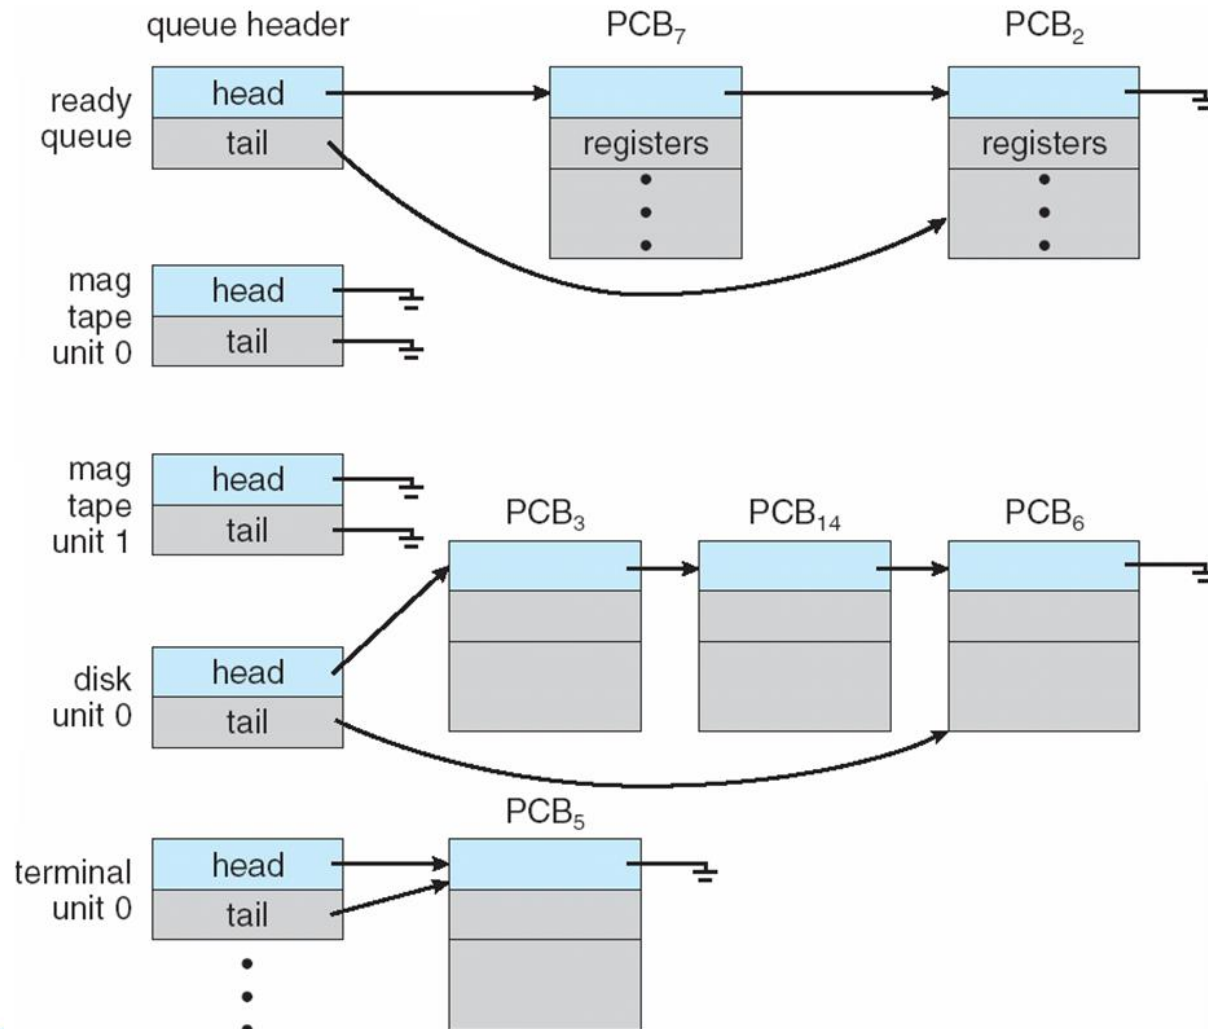 queue header
PCB₇
PCB₂
ready
queue
head
tail
registers
registers
mag
tape
unit 0
head
tail
mag
tape
unit 1
head
tail
PCB₃
PCB₁₄
PCB₆
disk
unit 0
head
tail
PCB₅
terminal
unit 0
head
tail